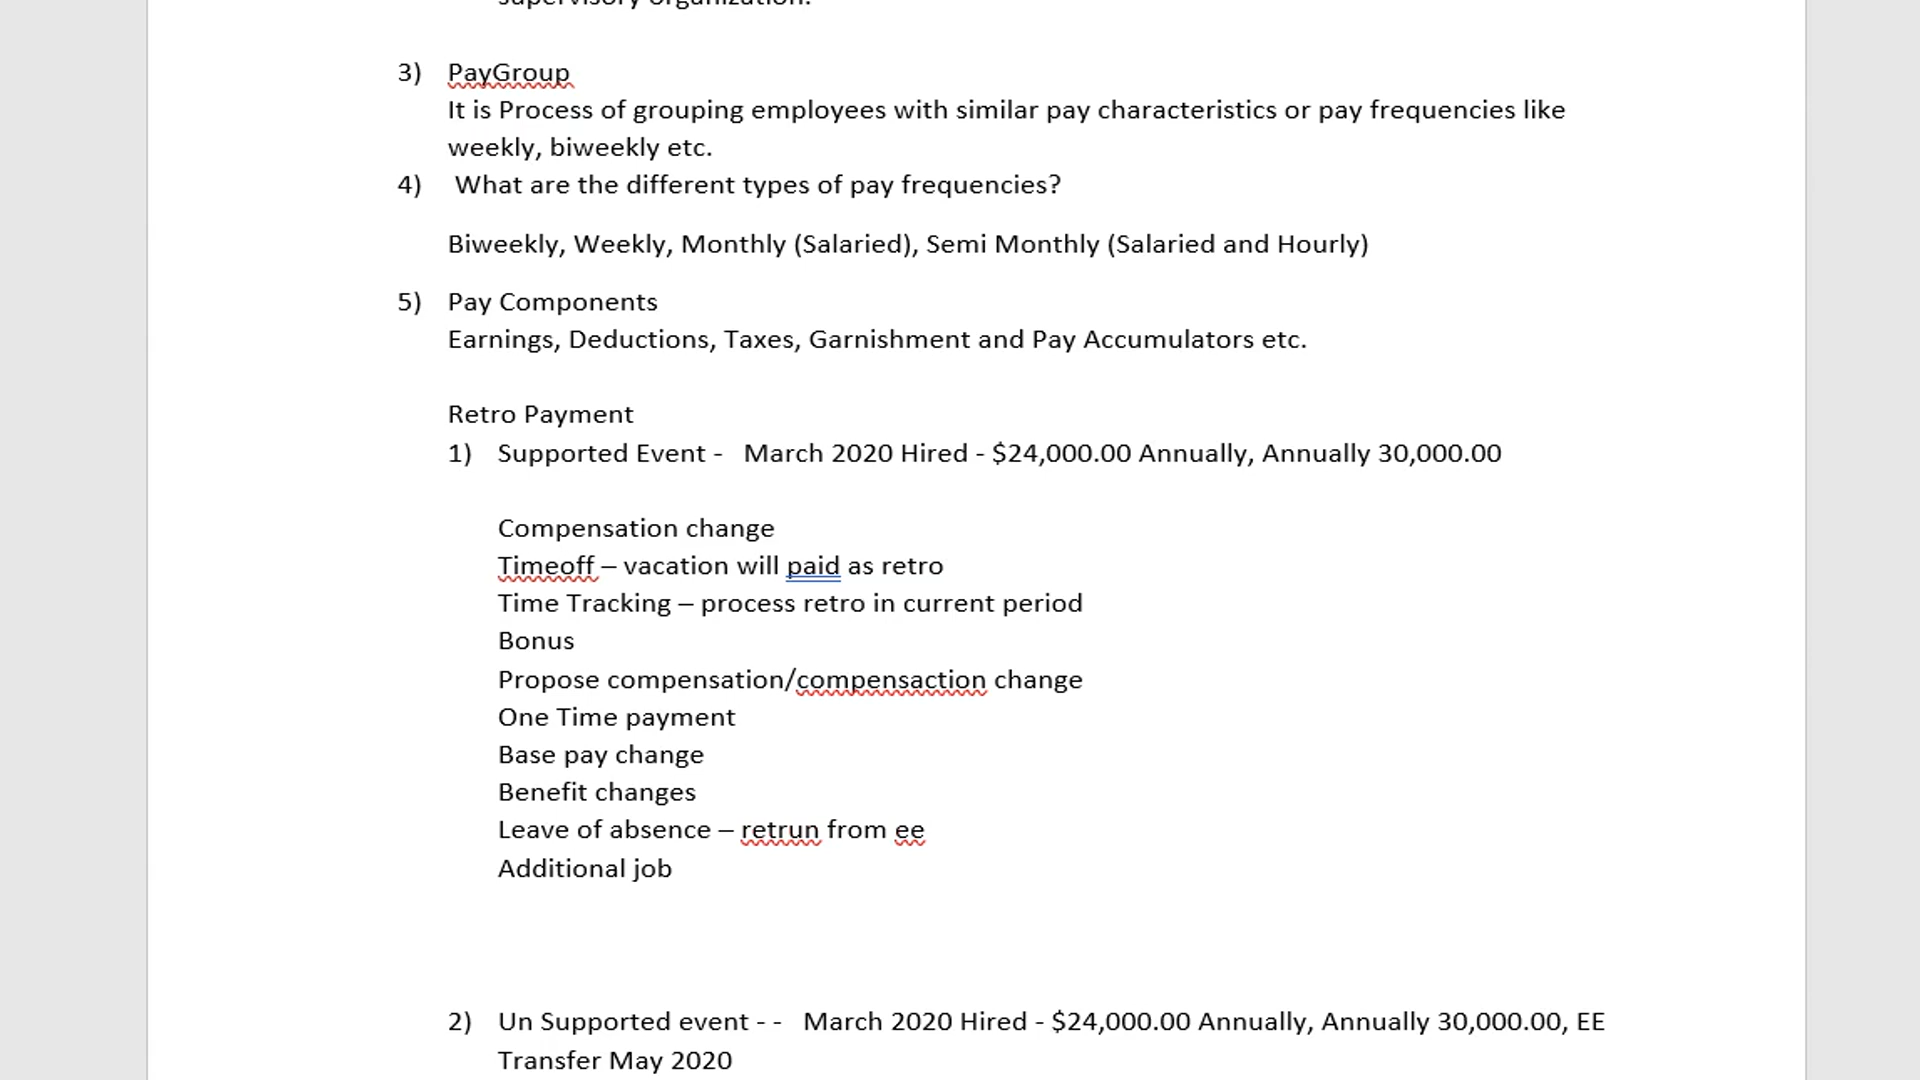 supervisory organization.
3) PayGroup
It is Process of grouping employees with similar pay characteristics or pay frequencies like
weekly, biweekly etc.
4) What are the different types of pay frequencies?
Biweekly, Weekly, Monthly (Salaried), Semi Monthly (Salaried and Hourly)
5) Pay Components
Earnings, Deductions, Taxes, Garnishment and Pay Accumulators etc.
Retro Payment
1) Supported Event - March 2020 Hired - $24,000.00 Annually, Annually 30,000.00
Compensation change
Timeoff – vacation will paid as retro
Time Tracking – process retro in current period
Bonus
Propose compensation/compensaction change
One Time payment
Base pay change
Benefit changes
Leave of absence – retrun from ee
Additional job
2) Un Supported event - - March 2020 Hired - $24,000.00 Annually, Annually 30,000.00, EE
Transfer May 2020